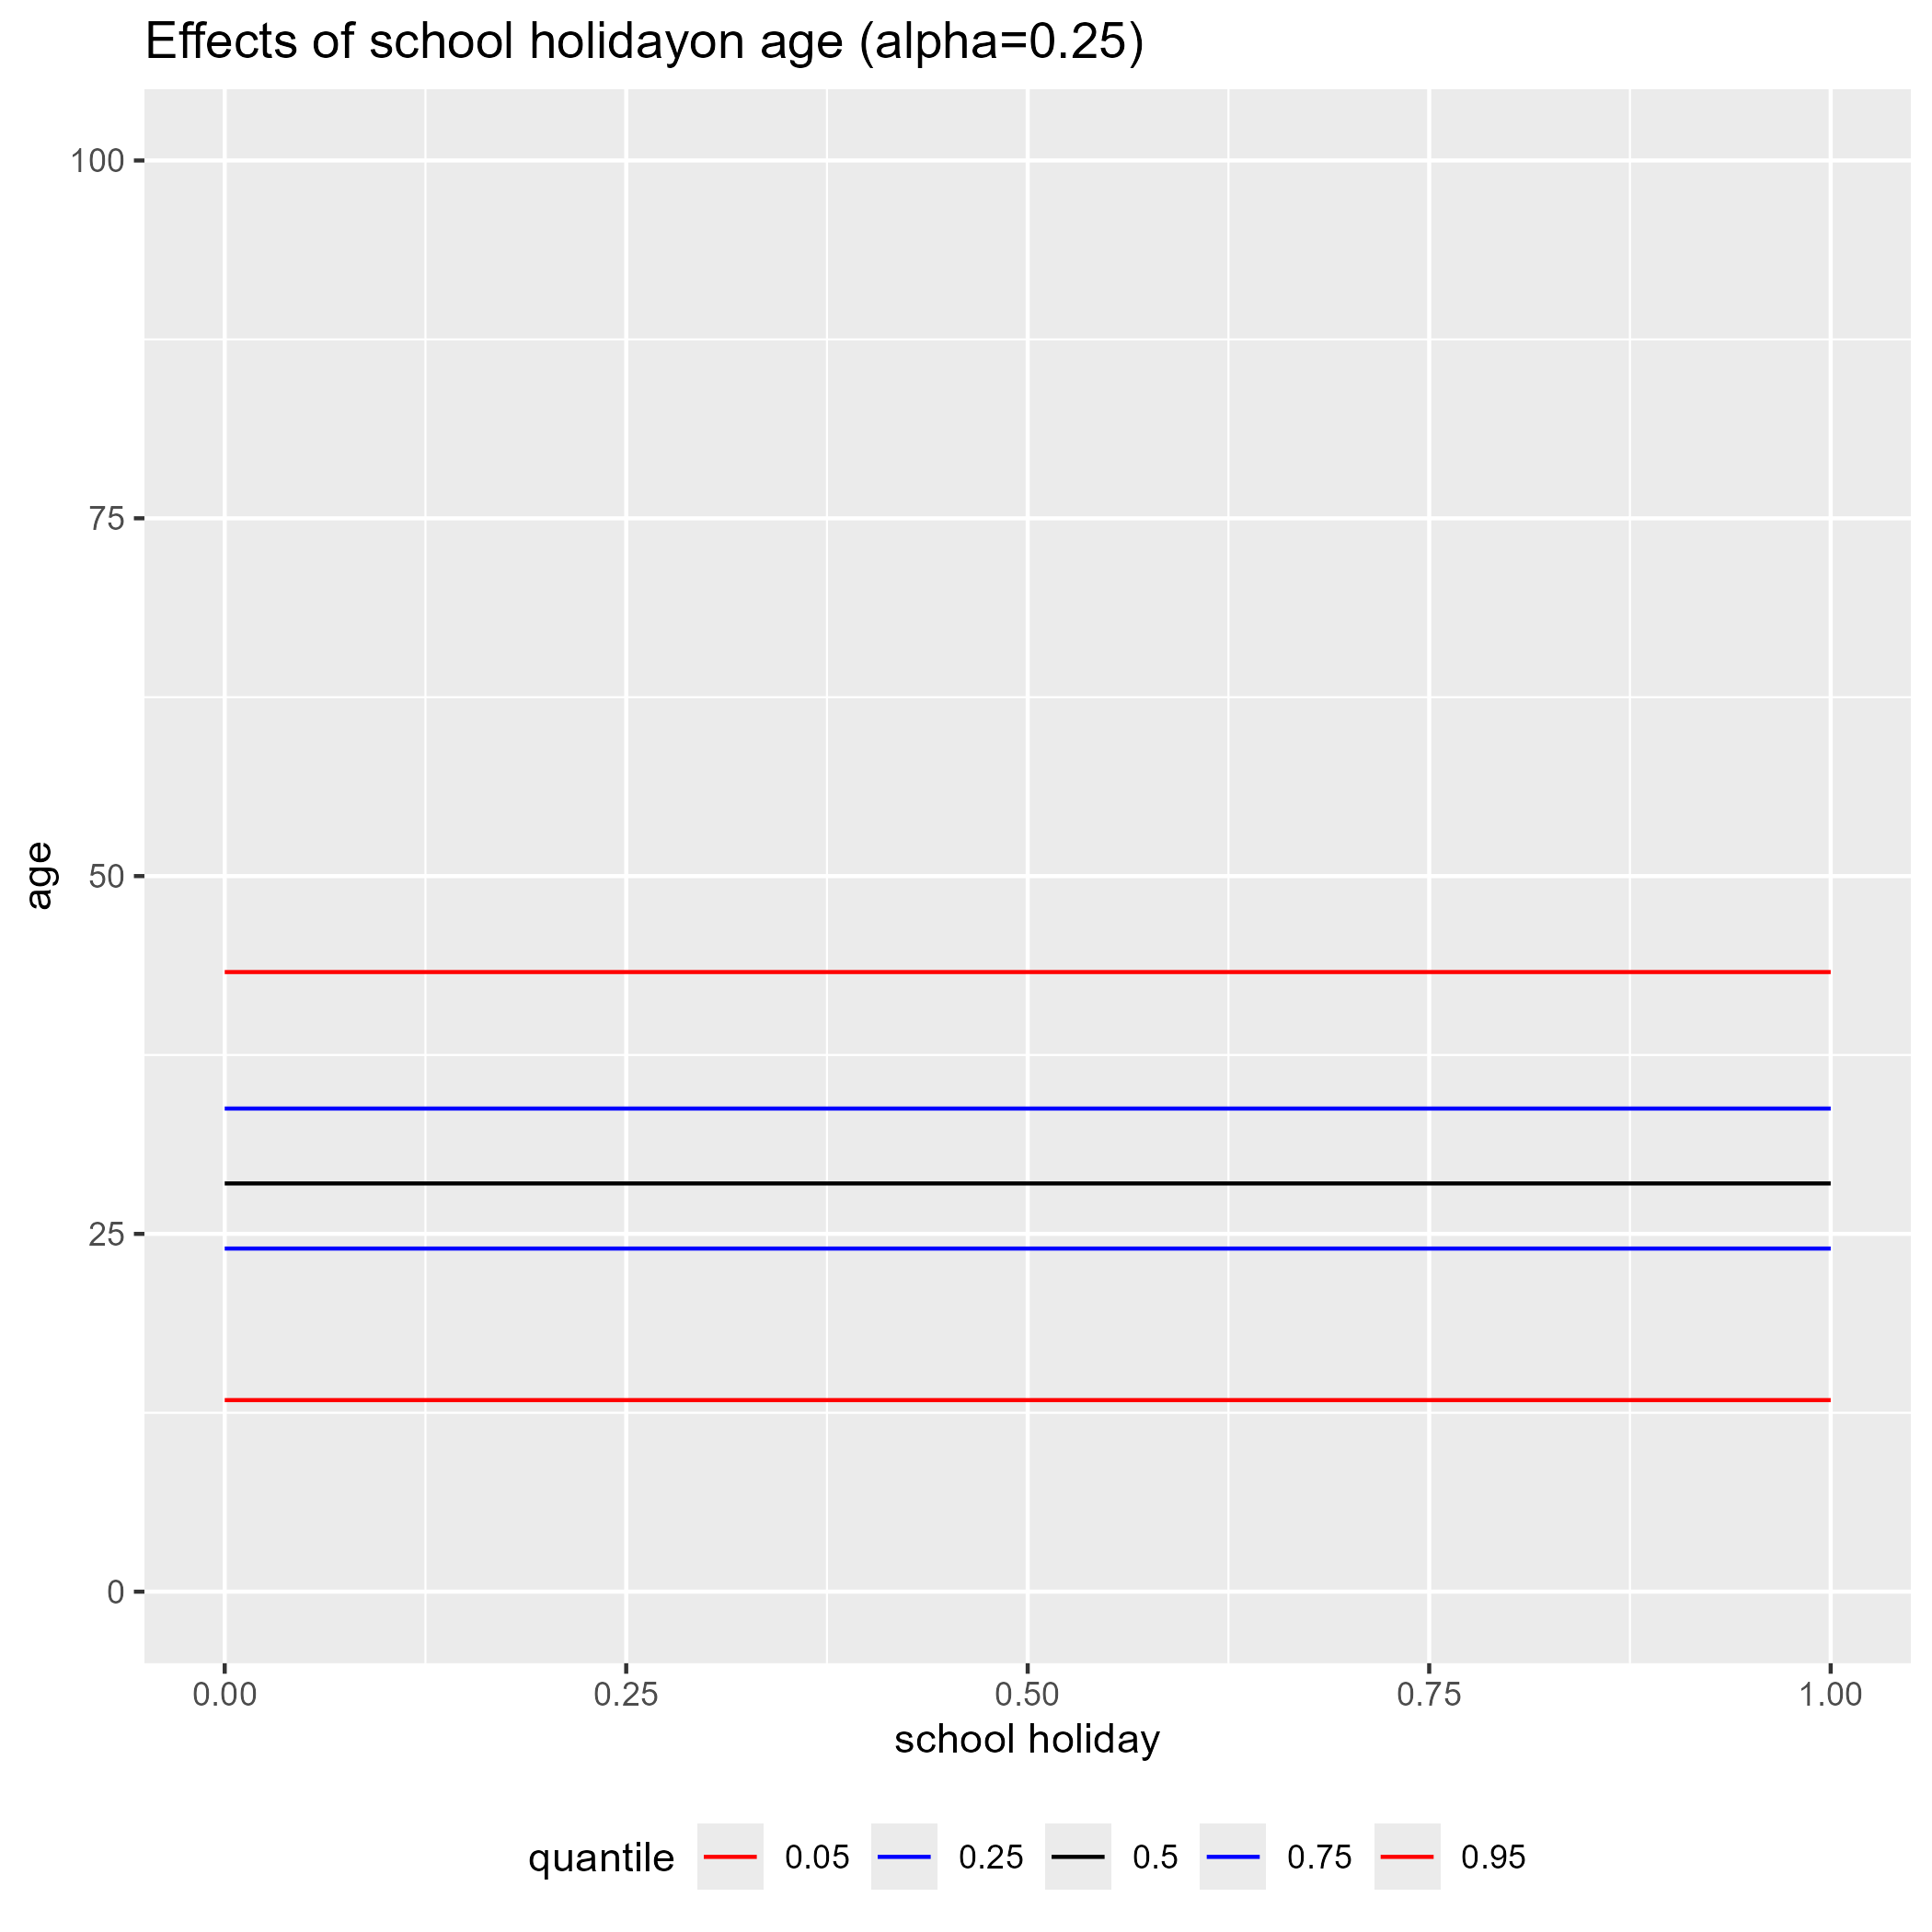 Effects of school holidayon age (alpha=0.25)
100
75
50
25
0
age
0.00 0.25 0.50 0.75 1.00
school holiday
quantile 0.05 0.25 0.5 0.75 0.95